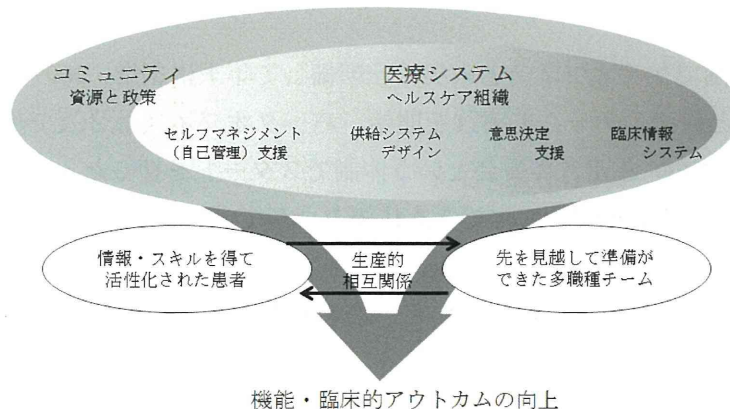 コミュニティ
資源と政策
医療システム
ヘルスケア組織
セルフマネジメント
（自己管理）支援
供給システム
デザイン
意思決定
支援
臨床情報
システム
情報・スキルを得て
活性化された患者
生産的
相互関係
先を見越して準備が
できた多職種チーム
機能・臨床的アウトカムの向上